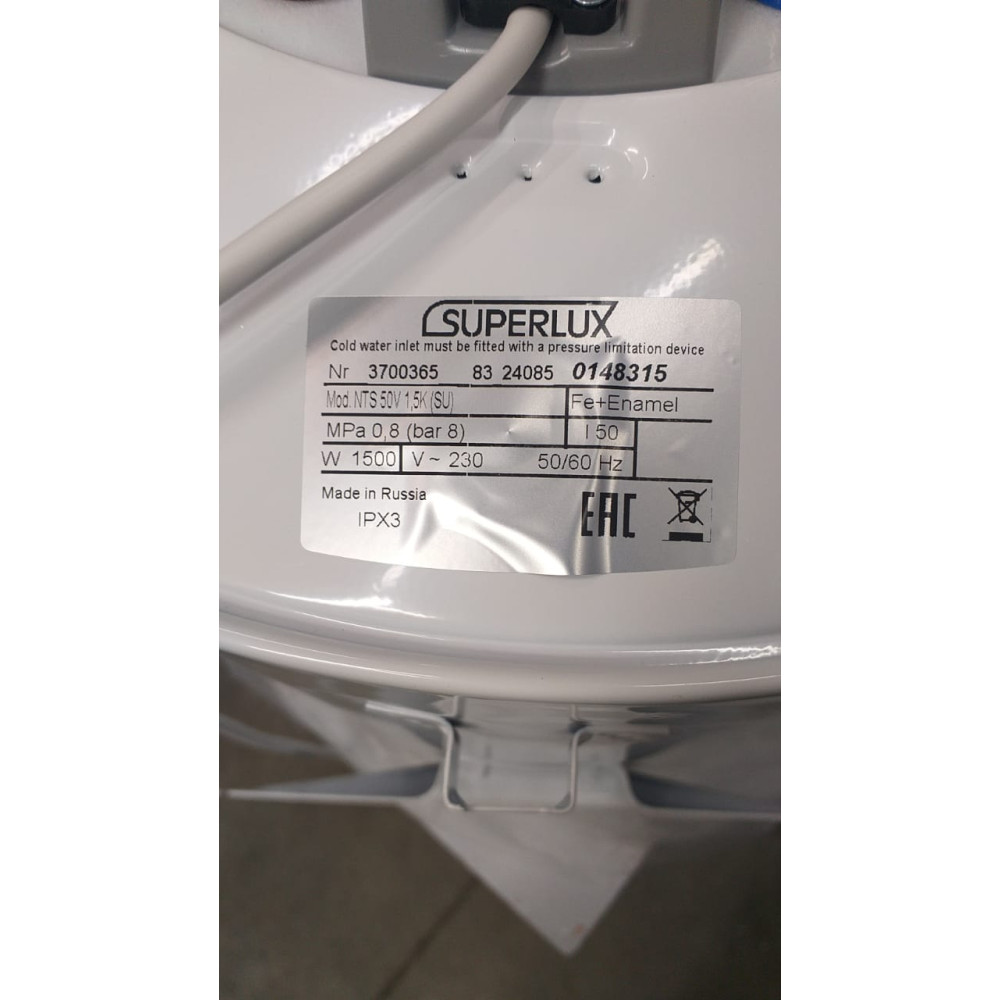 SUPERLUX
Cold water inlet must be fitted with a pressure limitation device
Nr 3700365 83 24085 0148315
Mod. NTS 50V 1,5K (SU) Fe+Enamel
MPa 0,8 (bar 8) l 50
W 1500 V ~ 230 50/60 Hz
Made in Russia
IPX3
EAC